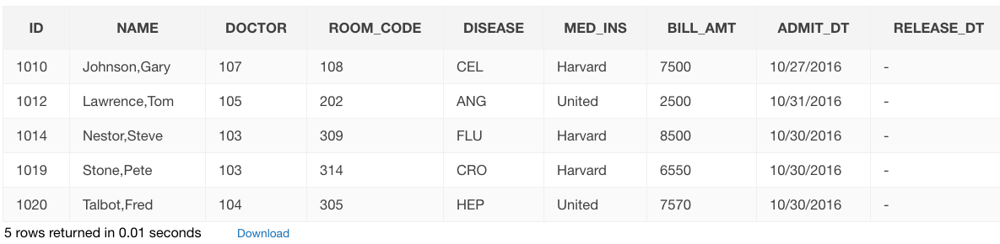 ID NAME DOCTOR ROOM_CODE DISEASE MED_INS BILL_AMT ADMIT_DT RELEASE_DT
1010 Johnson,Gary 107 108 CEL Harvard 7500 10/27/2016 -
1012 Lawrence,Tom 105 202 ANG United 2500 10/31/2016 -
1014 Nestor,Steve 103 309 FLU Harvard 8500 10/30/2016 -
1019 Stone,Pete 103 314 CRO Harvard 6550 10/30/2016 -
1020 Talbot,Fred 104 305 HEP United 7570 10/30/2016 -
5 rows returned in 0.01 seconds Download